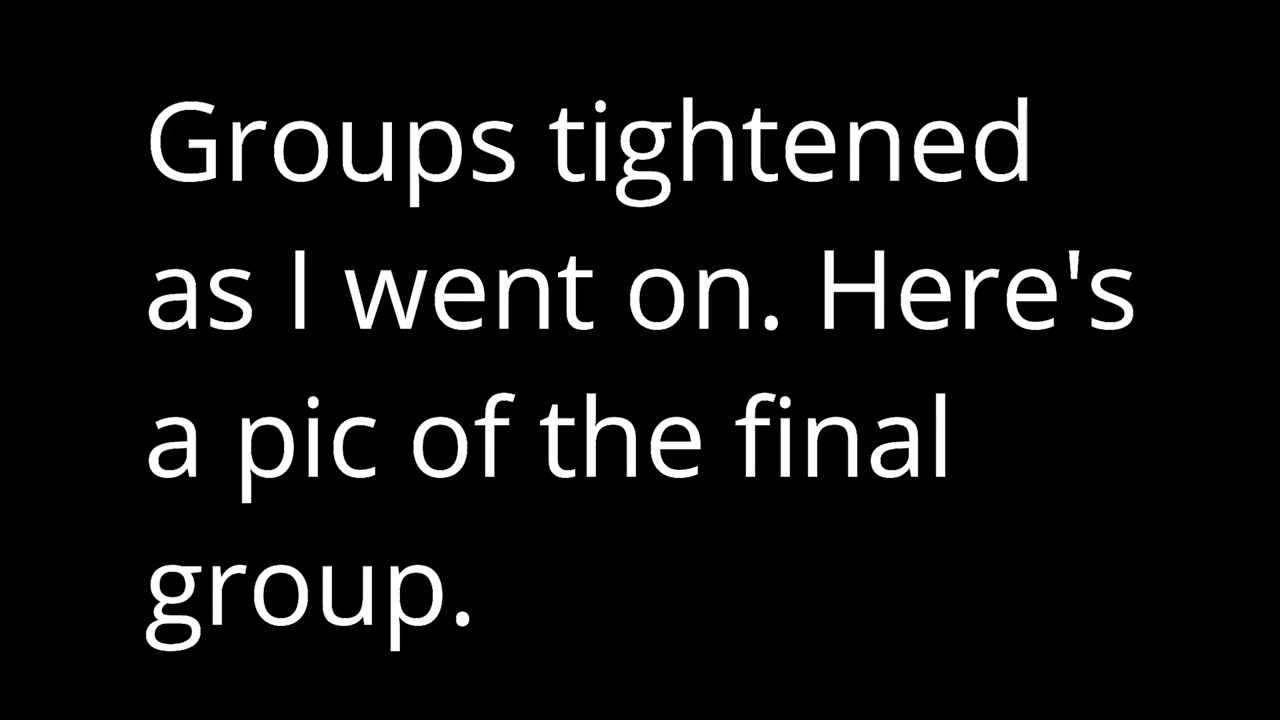 Groups tightened
as I went on. Here's
a pic of the final
group.